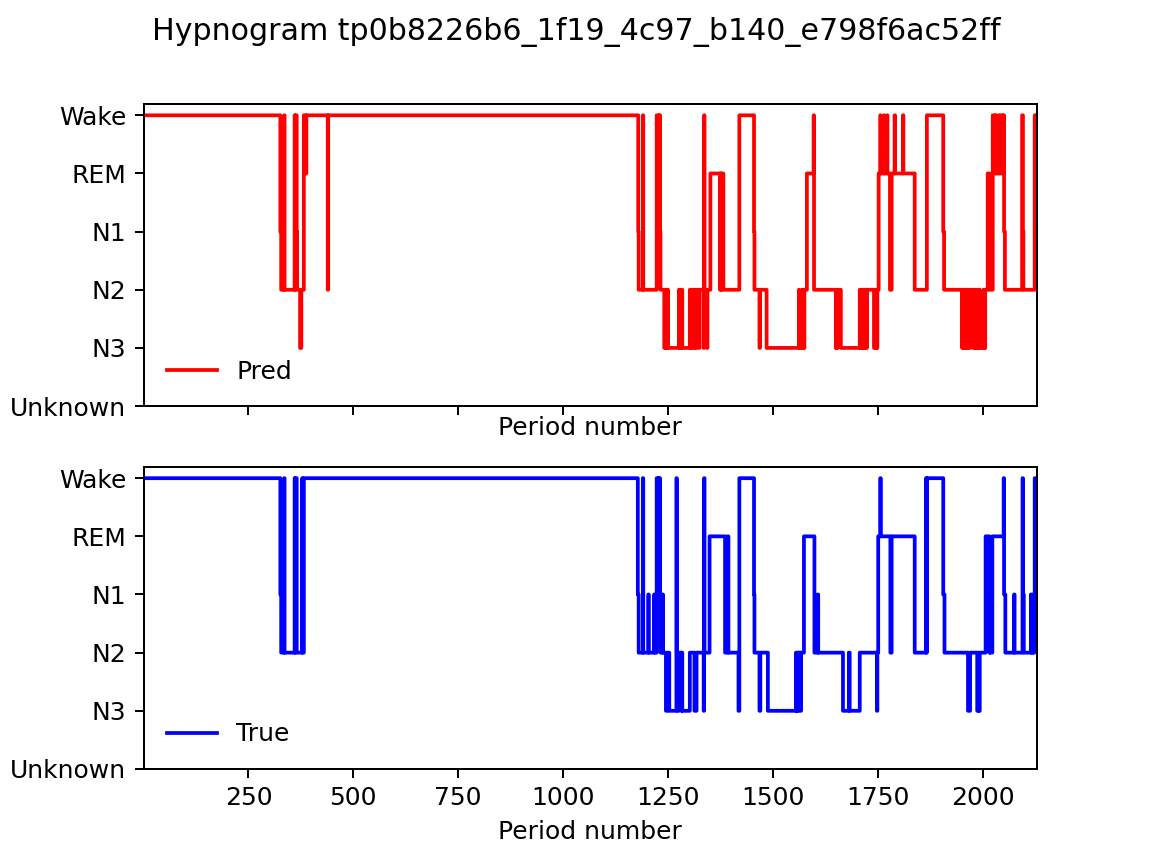 Hypnogram tp0b8226b6_1f19_4c97_b140_e798f6ac52ff
Wake
REM
N1
N2
N3
Unknown
Pred
Period number
Wake
REM
N1
N2
N3
Unknown
True
250 500 750 1000 1250 1500 1750 2000
Period number